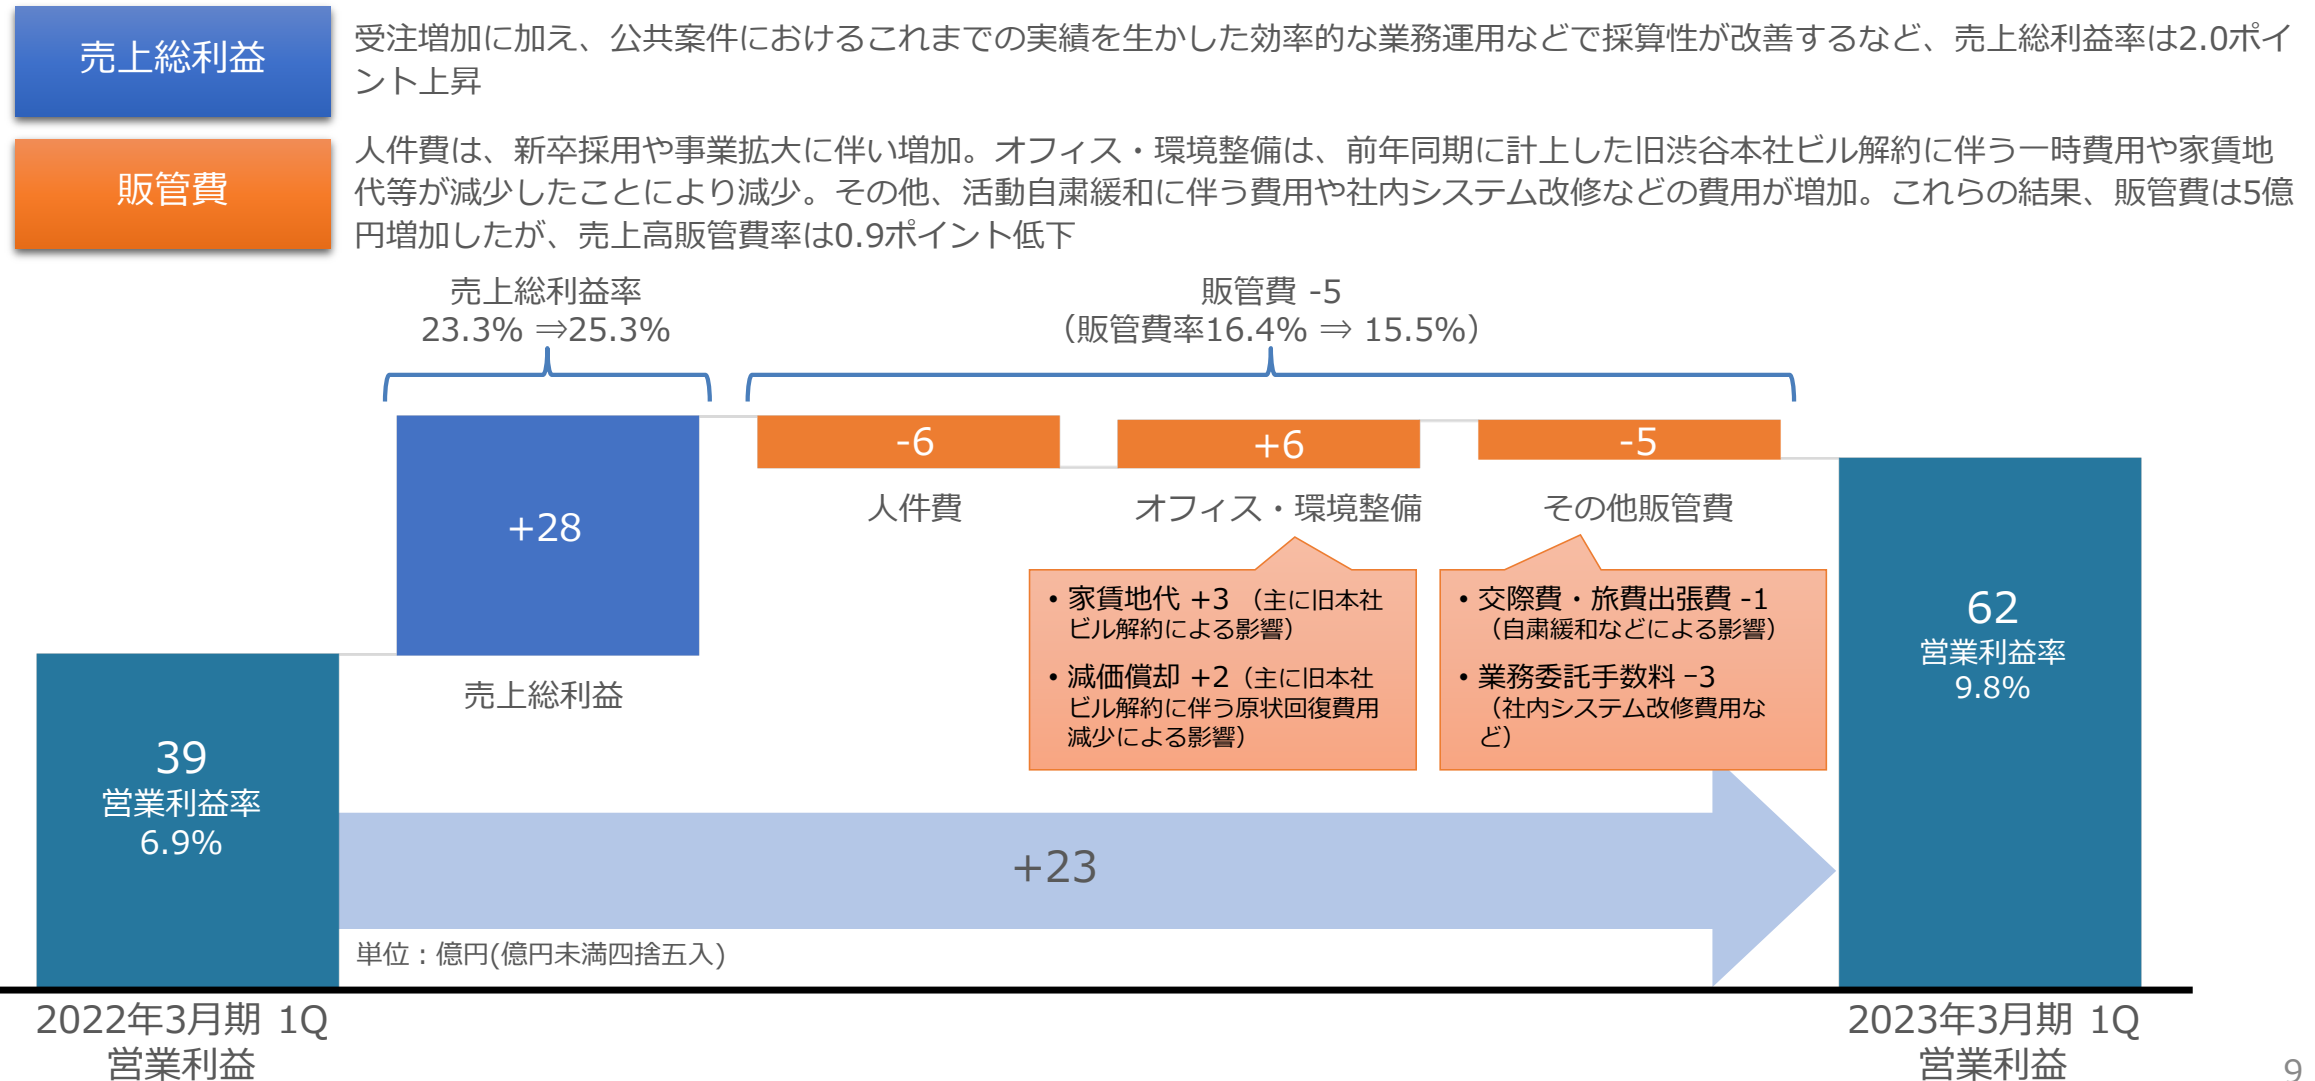 売上総利益
受注増加に加え、公共案件におけるこれまでの実績を生かした効率的な業務運用などで採算性が改善するなど、売上総利益率は2.0ポイ
ント上昇
販管費
人件費は、新卒採用や事業拡大に伴い増加。オフィス・環境整備は、前年同期に計上した旧渋谷本社ビル解約に伴う一時費用や家賃地
代等が減少したことにより減少。その他、活動自粛緩和に伴う費用や社内システム改修などの費用が増加。これらの結果、販管費は5億
円増加したが、売上高販管費率は0.9ポイント低下
売上総利益率
23.3% ⇒25.3%
販管費 -5
（販管費率16.4% ⇒ 15.5%）
+28
売上総利益
-6
人件費
+6
オフィス・環境整備
-5
その他販管費
• 家賃地代 +3 （主に旧本社
ビル解約による影響）
• 減価償却 +2（主に旧本社
ビル解約に伴う原状回復費用
減少による影響）
• 交際費・旅費出張費 -1
（自粛緩和などによる影響）
• 業務委託手数料 −3
（社内システム改修費用な
ど）
39
営業利益率
6.9%
62
営業利益率
9.8%
+23
単位：億円(億円未満四捨五入)
2022年3月期 1Q
営業利益
2023年3月期 1Q
営業利益
9